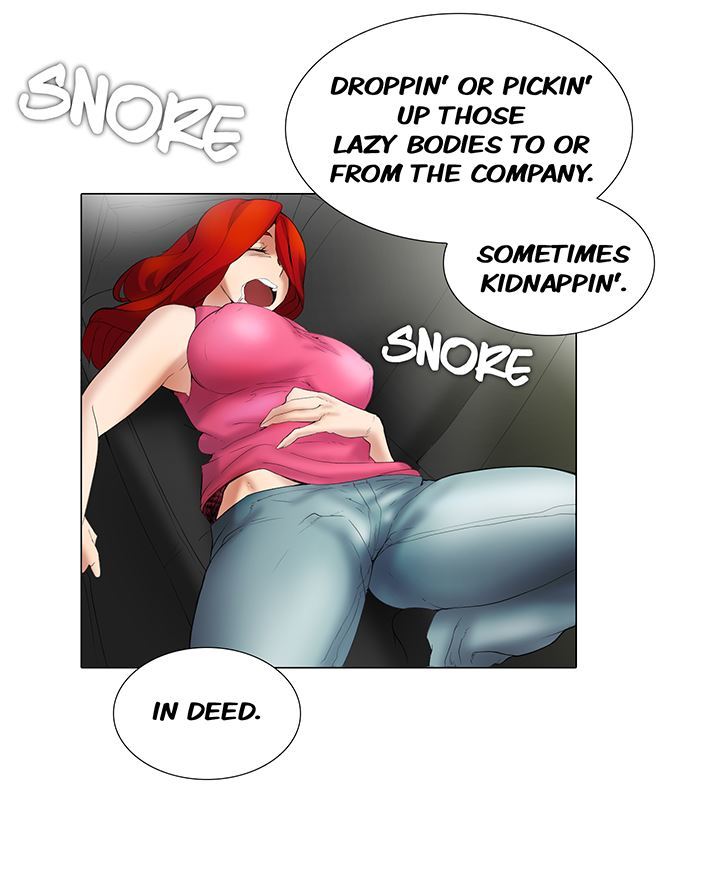 SNORE
DROPPIN' OR PICKIN'
UP THOSE
LAZY BODIES TO OR
FROM THE COMPANY.
SOMETIMES
KIDNAPPIN'.
SNORE
IN DEED.